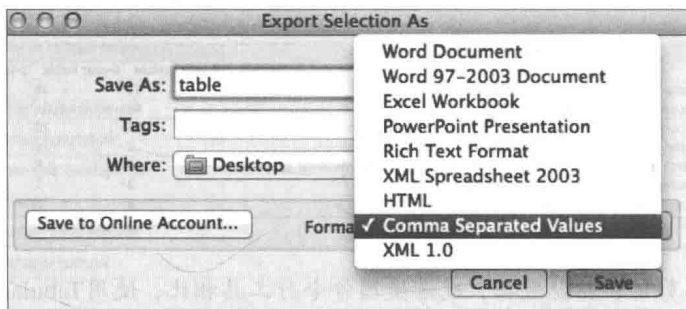 Export Selection As
Save As: table
Tags:
Where: Desktop
Save to Online Account...
Forma
Word Document
Word 97-2003 Document
Excel Workbook
PowerPoint Presentation
Rich Text Format
XML Spreadsheet 2003
HTML
✓ Comma Separated Values
XML 1.0
Cancel
Save